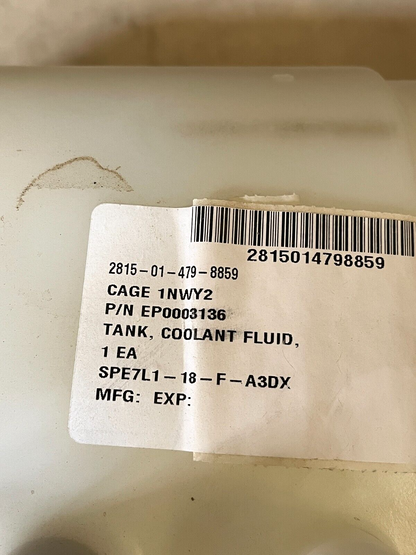 2815014798859
2815-01-479-8859
CAGE 1NWY2
P/N EP0003136
TANK, COOLANT FLUID,
1 EA
SPE7L1-18-F-A3DX
MFG: EXP: